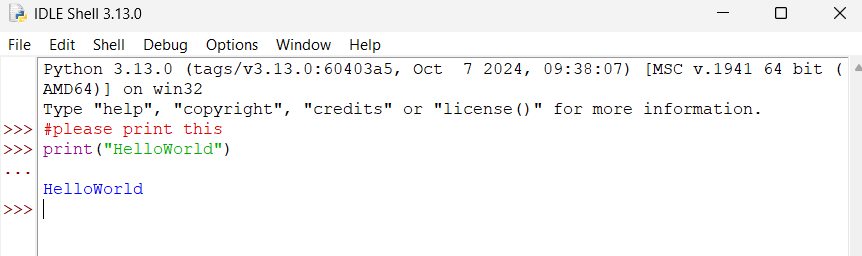 IDLE Shell 3.13.0
File Edit Shell Debug Options Window Help
Python 3.13.0 (tags/v3.13.0:60403a5, Oct  7 2024, 09:38:07) [MSC v.1941 64 bit (
AMD64)] on win32
Type "help", "copyright", "credits" or "license()" for more information.
>>> #please print this
>>> print("HelloWorld")
...
HelloWorld
>>>